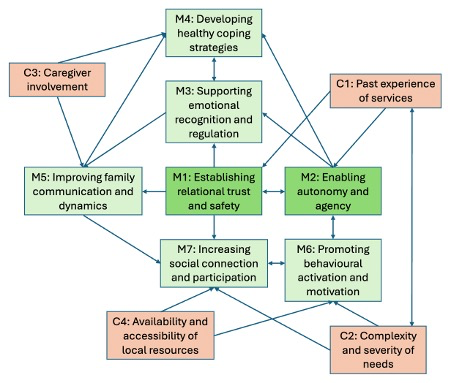 M4: Developing
healthy coping
strategies
C3: Caregiver
involvement
C1: Past experience
of services
M3: Supporting
emotional
recognition and
regulation
M5: Improving family
communication and
dynamics
M1: Establishing
relational trust
and safety
M2: Enabling
autonomy and
agency
M7: Increasing
social connection
and participation
M6: Promoting
behavioural
activation and
motivation
C4: Availability and
accessibility of
local resources
C2: Complexity
and severity of
needs